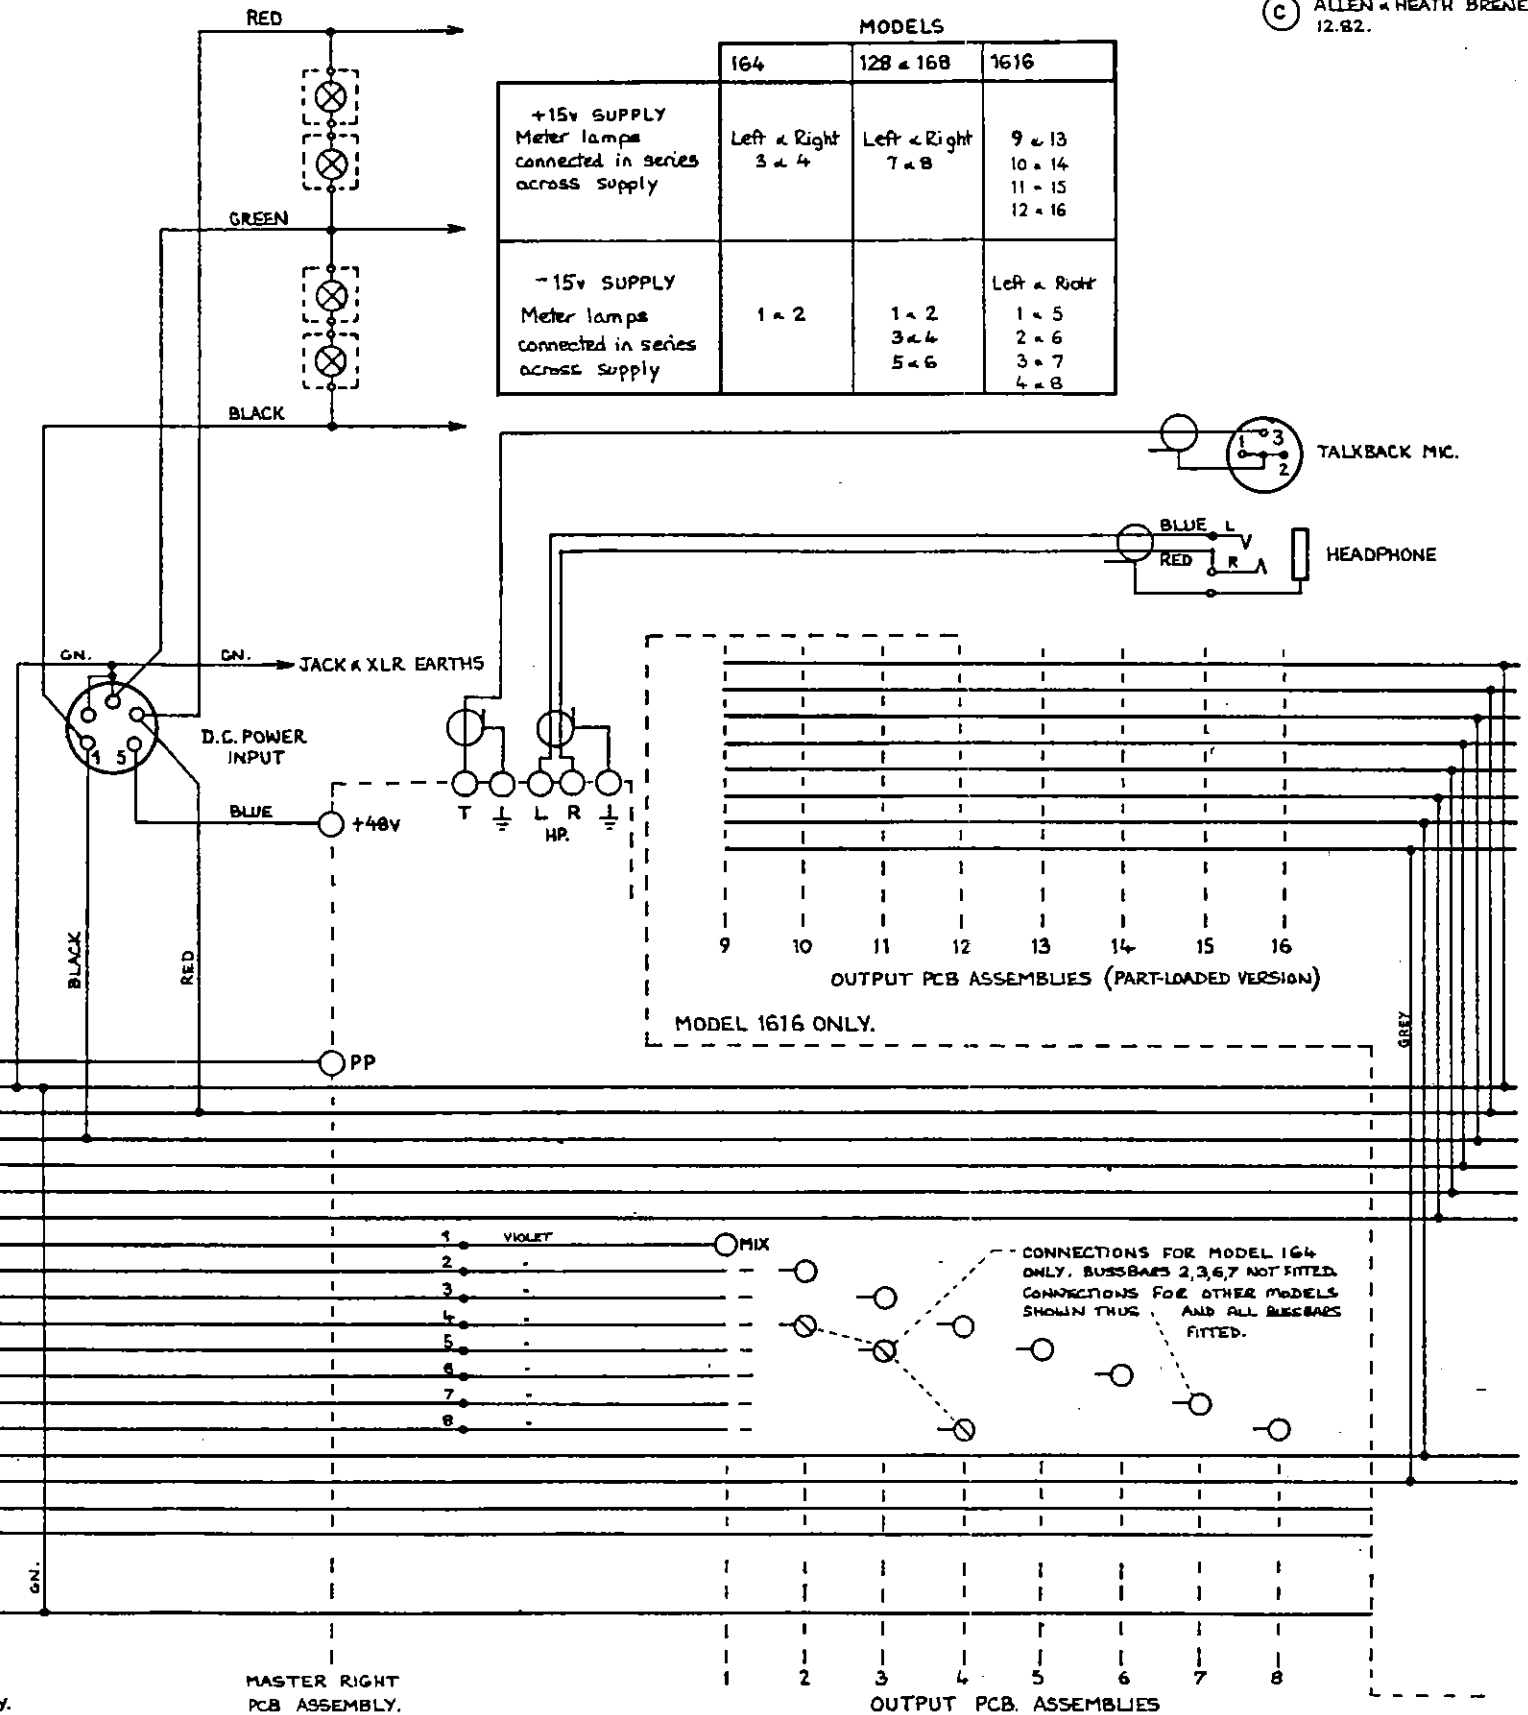 C ALLEN & HEATH BRENE
12.82.
RED
MODELS
164 128 & 168 1616
+15v SUPPLY
Meter lamps
connected in series
across supply
Left & Right
3 & 4
Left & Right
7 & 8
9 & 13
10 & 14
11 - 15
12 & 16
GREEN
-15v SUPPLY
Meter lamps
connected in series
across supply
1 & 2
1 & 2
3 & 4
5 & 6
Left & Right
1 & 5
2 & 6
3 & 7
4 & 8
BLACK
1 3
2
TALKBACK MIC.
BLUE L
RED R
HEADPHONE
GN. GN. JACK & XLR EARTHS
4 5
D.C. POWER
INPUT
BLUE
+48V
T L R
HP.
BLACK
RED
9 10 11 12 13 14 15 16
OUTPUT PCB ASSEMBLIES (PART-LOADED VERSION)
MODEL 1616 ONLY.
GREY
PP
1 VIOLET MIX
2 "
3 "
4 "
5 "
6 "
7 "
8 "
CONNECTIONS FOR MODEL 164
ONLY. BUSSBARS 2,3,6,7 NOT FITTED.
CONNECTIONS FOR OTHER MODELS
SHOWN THUS AND ALL BUSSBARS
FITTED.
GN.
1 2 3 4 5 6 7 8
Y.
MASTER RIGHT
PCB ASSEMBLY.
OUTPUT PCB. ASSEMBLIES